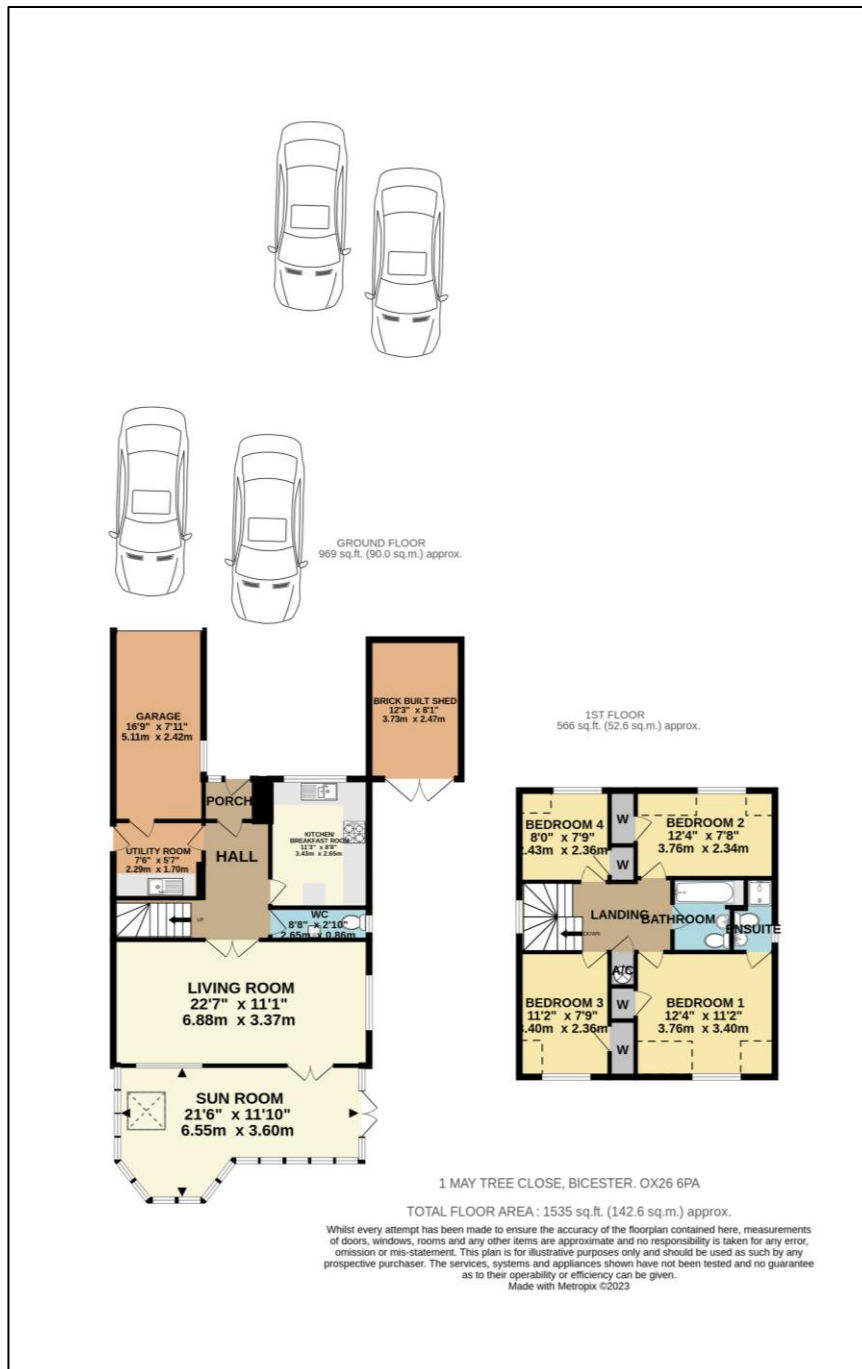 GROUND FLOOR
969 sq.ft. (90.0 sq.m.) approx.
GARAGE
16'9" x 7'11"
5.11m x 2.42m
BRICK BUILT SHED
12'3" x 8'1"
3.73m x 2.47m
PORCH
KITCHEN/
BREAKFAST ROOM
11'3" x 8'8"
3.43m x 2.65m
HALL
UTILITY ROOM
7'6" x 5'7"
2.29m x 1.70m
UP
WC
8'8" x 2'10"
2.65m x 0.86m
LIVING ROOM
22'7" x 11'1"
6.88m x 3.37m
SUN ROOM
21'6" x 11'10"
6.55m x 3.60m
1ST FLOOR
566 sq.ft. (52.6 sq.m.) approx.
BEDROOM 4
8'0" x 7'9"
2.43m x 2.36m
W
W
BEDROOM 2
12'4" x 7'8"
3.76m x 2.34m
LANDING
DOWN
BATHROOM
ENSUITE
A/C
BEDROOM 3
11'2" x 7'9"
3.40m x 2.36m
W
W
BEDROOM 1
12'4" x 11'2"
3.76m x 3.40m
1 MAY TREE CLOSE, BICESTER. OX26 6PA
TOTAL FLOOR AREA : 1535 sq.ft. (142.6 sq.m.) approx.
Whilst every attempt has been made to ensure the accuracy of the floorplan contained here, measurements
of doors, windows, rooms and any other items are approximate and no responsibility is taken for any error,
omission or mis-statement. This plan is for illustrative purposes only and should be used as such by any
prospective purchaser. The services, systems and appliances shown have not been tested and no guarantee
as to their operability or efficiency can be given.
Made with Metropix ©2023